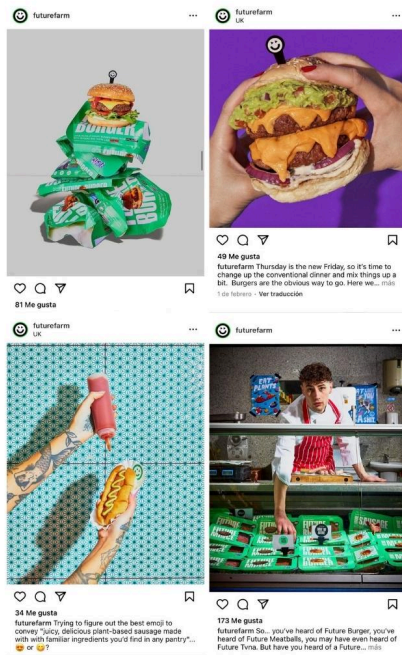 futurefarm
BURGER
81 Me gusta
futurefarm
UK
49 Me gusta
futurefarm Thursday is the new Friday, so it's time to
change up the conventional dinner and mix things up a
bit. Burgers are the obvious way to go. Here we... más
1 de febrero · Ver traducción
futurefarm
UK
34 Me gusta
futurefarm Trying to figure out the best emoji to
convey "juicy, delicious plant-based sausage made
with with familiar ingredients you'd find in any pantry"...
😍 or 😋?
futurefarm
EAT
PLANTS
FUTURE
173 Me gusta
futurefarm So... you've heard of Future Burger, you've
heard of Future Meatballs, you may have even heard of
Future Tvna. But have you heard of a Future... más